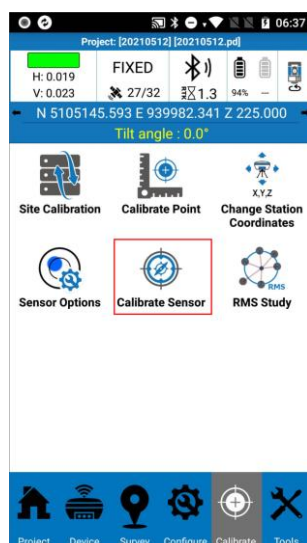 06:37
Project: [20210512] [20210512.pd]
H: 0.019
V: 0.023
FIXED
27/32
1.3
94%
–
N 5105145.593 E 939982.341 Z 225.000
Tilt angle : 0.0°
Site Calibration
Calibrate Point
X,Y,Z
Change Station
Coordinates
Sensor Options
Calibrate Sensor
RMS
RMS Study
Project
Device
Survey
Configure
Calibrate
Tools